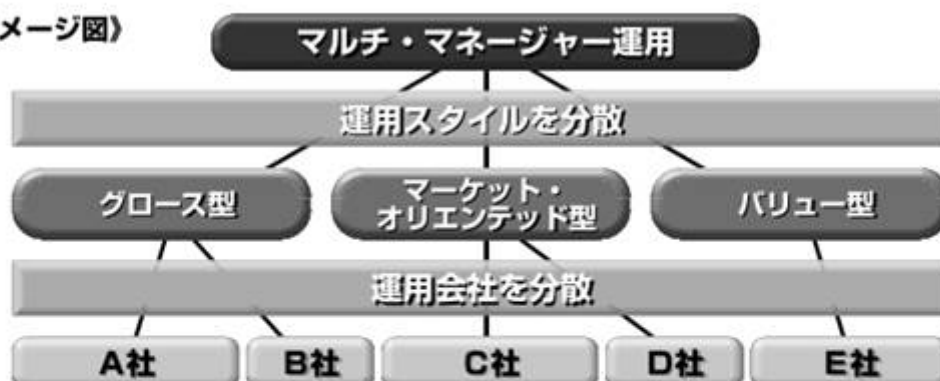 メージ図》
マルチ・マネージャー運用
運用スタイルを分散
グロース型
マーケット・
オリエンテッド型
バリュー型
運用会社を分散
A社
B社
C社
D社
E社